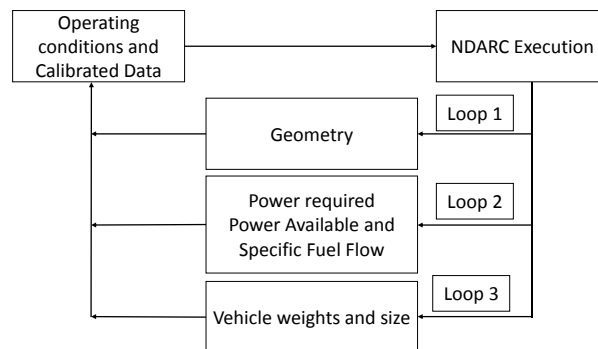 Operating
conditions and
Calibrated Data
NDARC Execution
Loop 1
Geometry
Loop 2
Power required
Power Available and
Specific Fuel Flow
Loop 3
Vehicle weights and size